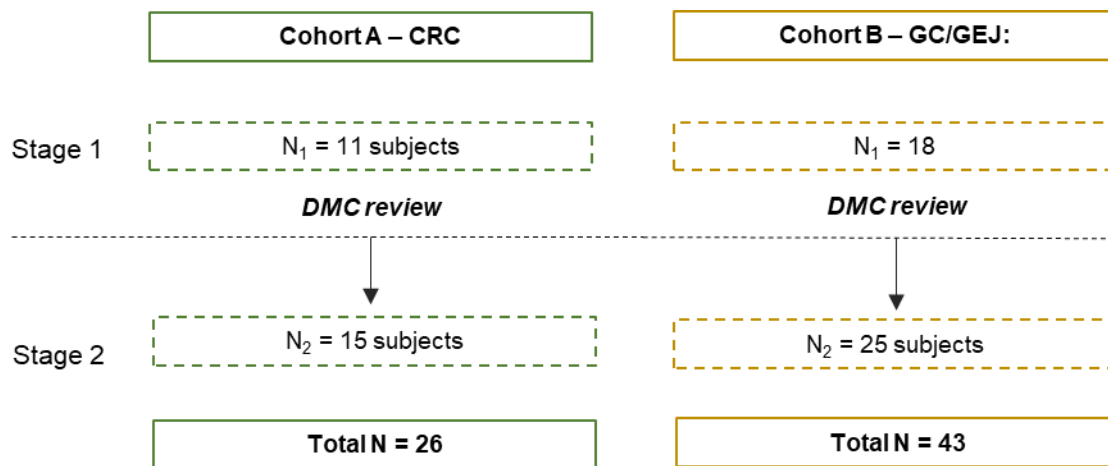 Cohort A – CRC
Cohort B – GC/GEJ:
Stage 1
N₁ = 11 subjects
N₁ = 18
DMC review
DMC review
Stage 2
N₂ = 15 subjects
N₂ = 25 subjects
Total N = 26
Total N = 43